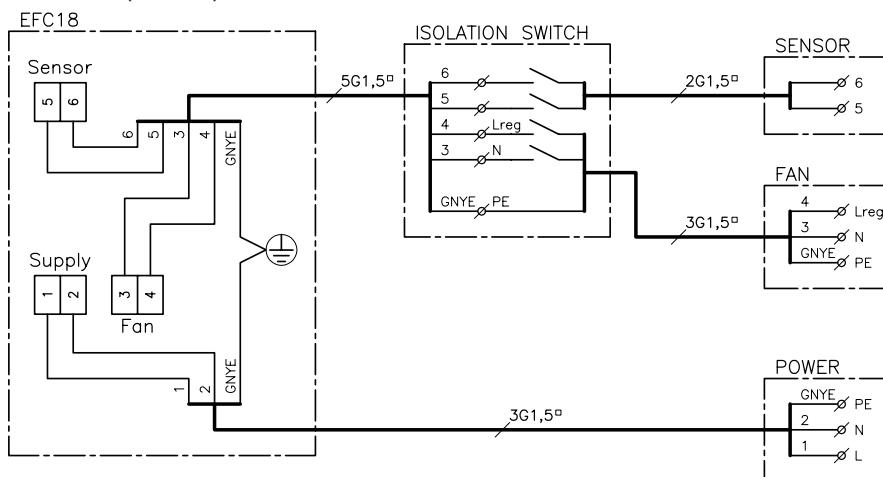 EFC18
Sensor
5 6
6 5 3 4 GNYE
Supply
1 2
3 4
Fan
1 2 GNYE
5G1,5□
ISOLATION SWITCH
6
5
4 Lreg
3 N
GNYE PE
2G1,5□
3G1,5□
SENSOR
6
5
FAN
4 Lreg
3 N
GNYE PE
3G1,5□
POWER
GNYE PE
2 N
1 L